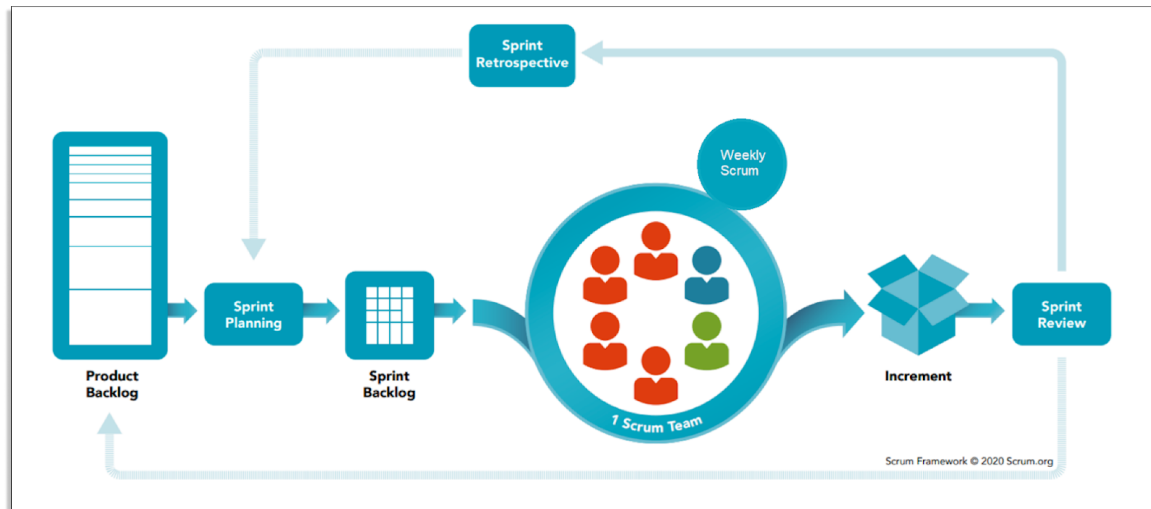 Sprint
Retrospective
Weekly
Scrum
Sprint
Planning
Sprint
Review
Product
Backlog
Sprint
Backlog
1 Scrum Team
Increment
Scrum Framework © 2020 Scrum.org